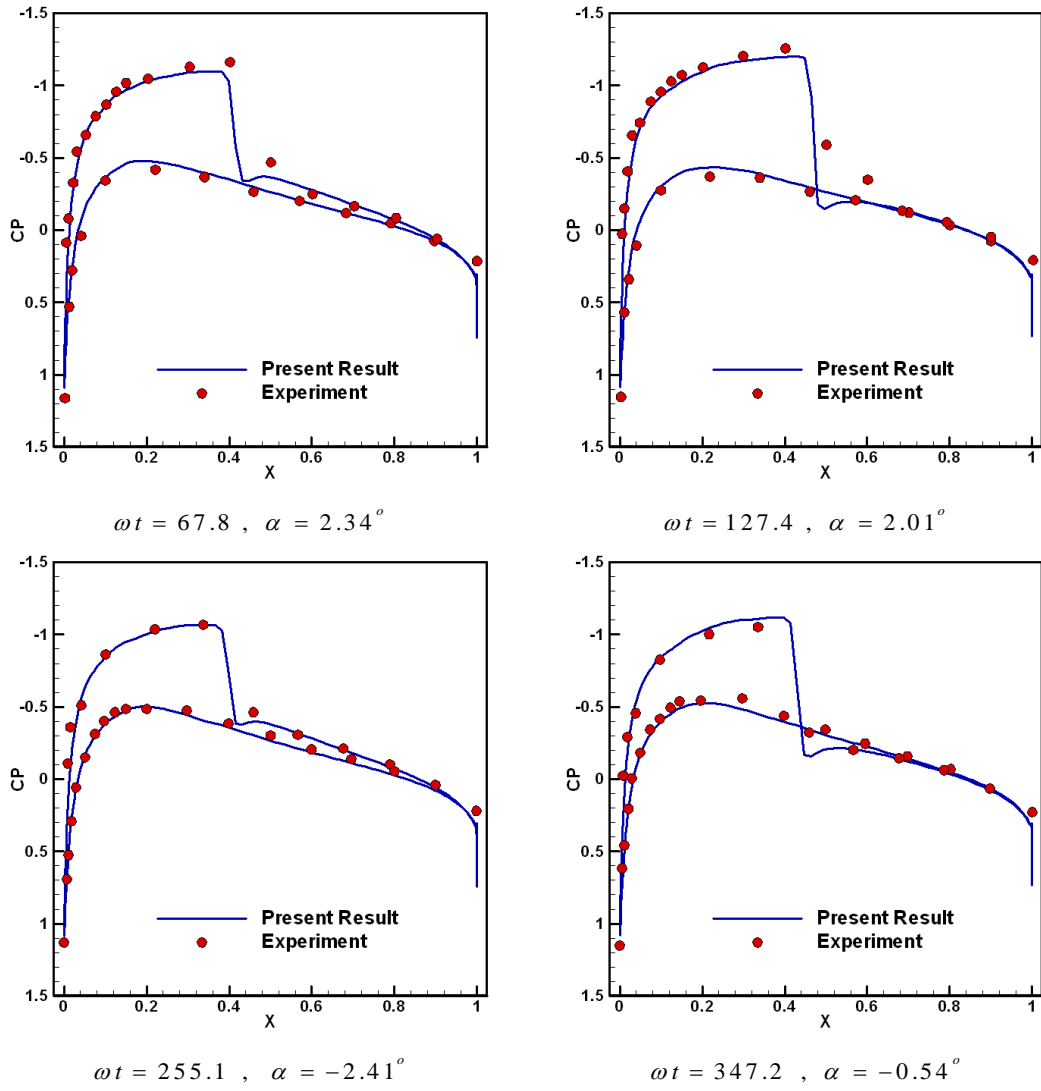 -1.5
-1
-0.5
0
0.5
1
1.5
CP
0 0.2 0.4 0.6 0.8 1
X
Present Result
Experiment
ωt = 67.8 , α = 2.34°
-1.5
-1
-0.5
0
0.5
1
1.5
CP
0 0.2 0.4 0.6 0.8 1
X
Present Result
Experiment
ωt = 127.4 , α = 2.01°
-1.5
-1
-0.5
0
0.5
1
1.5
CP
0 0.2 0.4 0.6 0.8 1
X
Present Result
Experiment
ωt = 255.1 , α = −2.41°
-1.5
-1
-0.5
0
0.5
1
1.5
CP
0 0.2 0.4 0.6 0.8 1
X
Present Result
Experiment
ωt = 347.2 , α = −0.54°